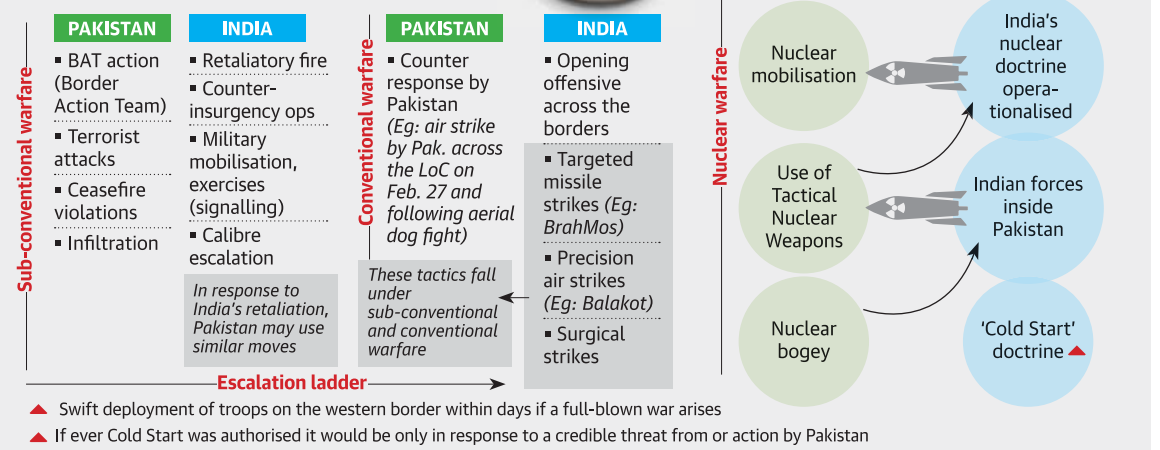 Sub-conventional warfare
PAKISTAN
▪ BAT action
(Border
Action Team)
▪ Terrorist
attacks
▪ Ceasefire
violations
▪ Infiltration
INDIA
▪ Retaliatory fire
▪ Counter-
insurgency ops
▪ Military
mobilisation,
exercises
(signalling)
▪ Calibre
escalation
In response to
India's retaliation,
Pakistan may use
similar moves
Conventional warfare
PAKISTAN
▪ Counter
response by
Pakistan
(Eg: air strike
by Pak. across
the LoC on
Feb. 27 and
following aerial
dog fight)
These tactics fall
under
sub-conventional
and conventional
warfare
INDIA
▪ Opening
offensive
across the
borders
▪ Targeted
missile
strikes (Eg:
BrahMos)
▪ Precision
air strikes
(Eg: Balakot)
▪ Surgical
strikes
Escalation ladder
Nuclear warfare
Nuclear
mobilisation
India's
nuclear
doctrine
opera-
tionalised
Use of
Tactical
Nuclear
Weapons
Indian forces
inside
Pakistan
Nuclear
bogey
'Cold Start'
doctrine
Swift deployment of troops on the western border within days if a full-blown war arises
If ever Cold Start was authorised it would be only in response to a credible threat from or action by Pakistan